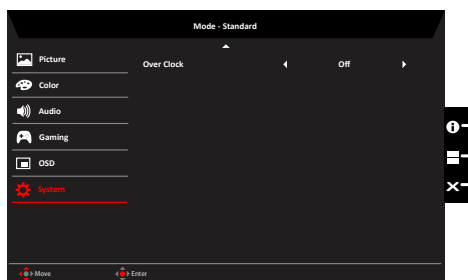 Mode - Standard
Picture
Over Clock Off
Color
Audio
Gaming
OSD
System
Move Enter